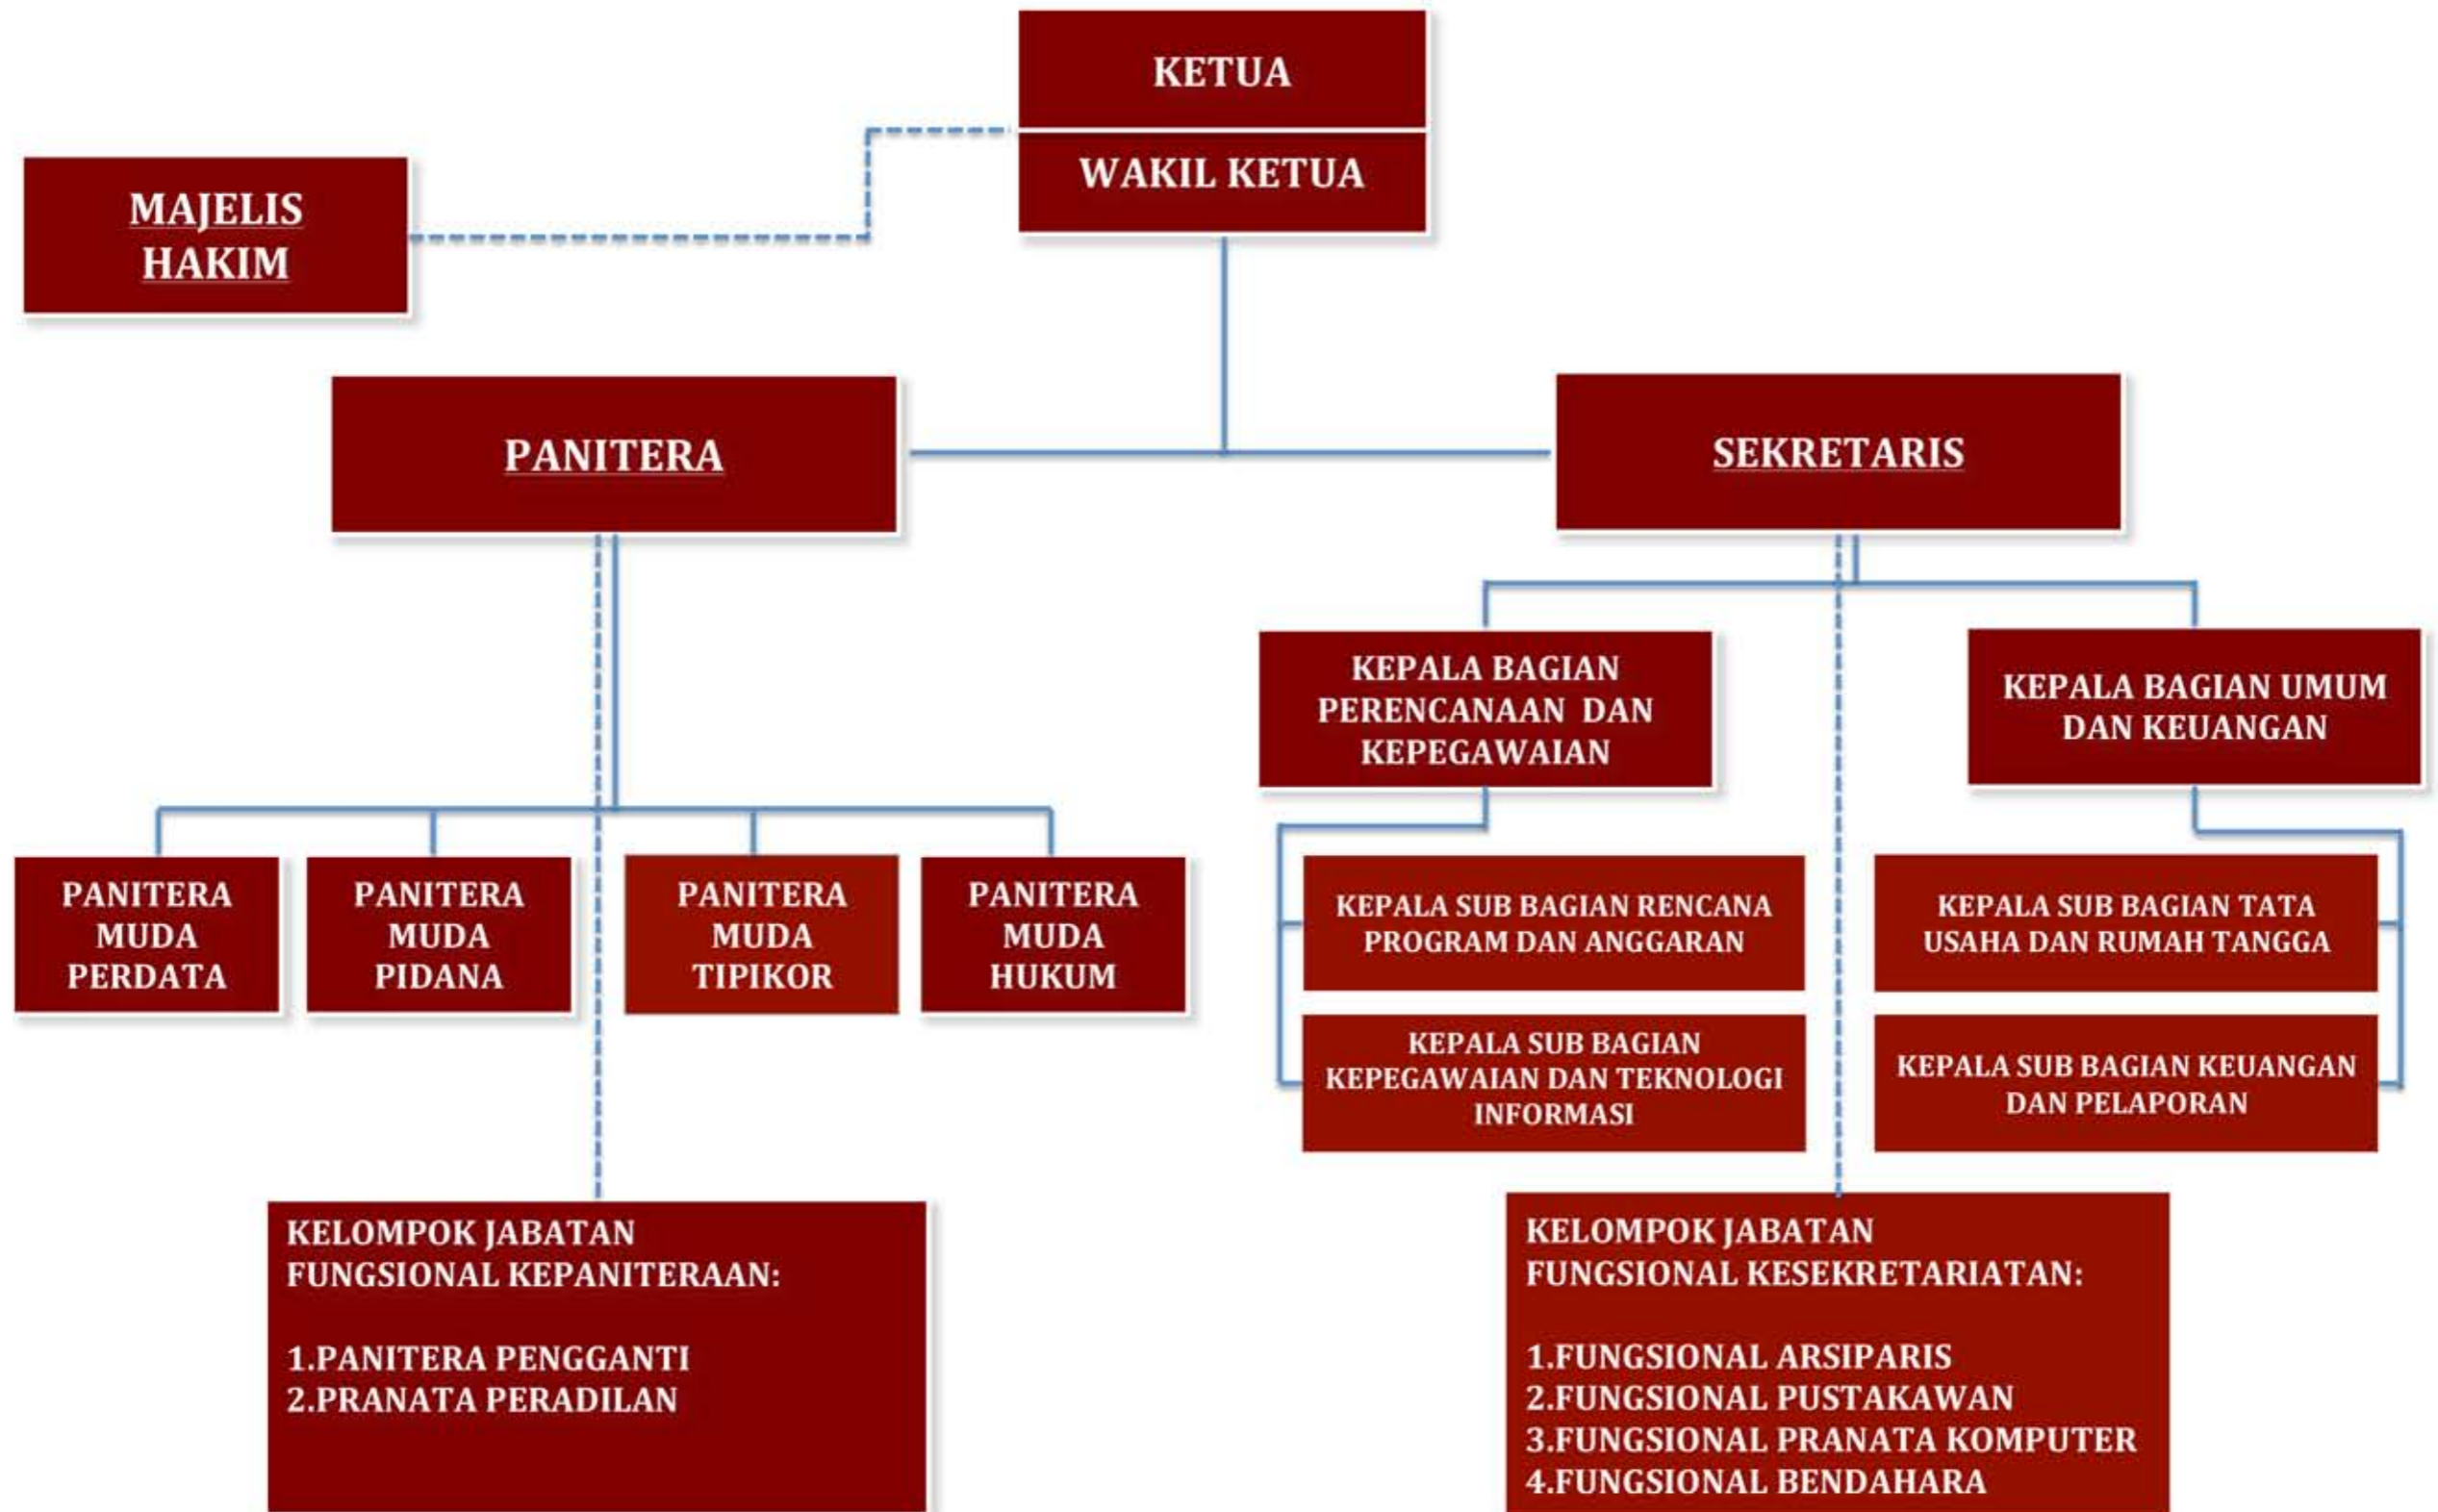 KETUA
WAKIL KETUA
MAJELIS
HAKIM
PANITERA
SEKRETARIS
KEPALA BAGIAN
PERENCANAAN DAN
KEPEGAWAIAN
KEPALA BAGIAN UMUM
DAN KEUANGAN
PANITERA
MUDA
PERDATA
PANITERA
MUDA
PIDANA
PANITERA
MUDA
TIPIKOR
PANITERA
MUDA
HUKUM
KEPALA SUB BAGIAN RENCANA
PROGRAM DAN ANGGARAN
KEPALA SUB BAGIAN TATA
USAHA DAN RUMAH TANGGA
KEPALA SUB BAGIAN
KEPEGAWAIAN DAN TEKNOLOGI
INFORMASI
KEPALA SUB BAGIAN KEUANGAN
DAN PELAPORAN
KELOMPOK JABATAN
FUNGSIONAL KEPANITERAAN:
1.PANITERA PENGGANTI
2.PRANATA PERADILAN
KELOMPOK JABATAN
FUNGSIONAL KESEKRETARIATAN:
1.FUNGSIONAL ARSIPARIS
2.FUNGSIONAL PUSTAKAWAN
3.FUNGSIONAL PRANATA KOMPUTER
4.FUNGSIONAL BENDAHARA